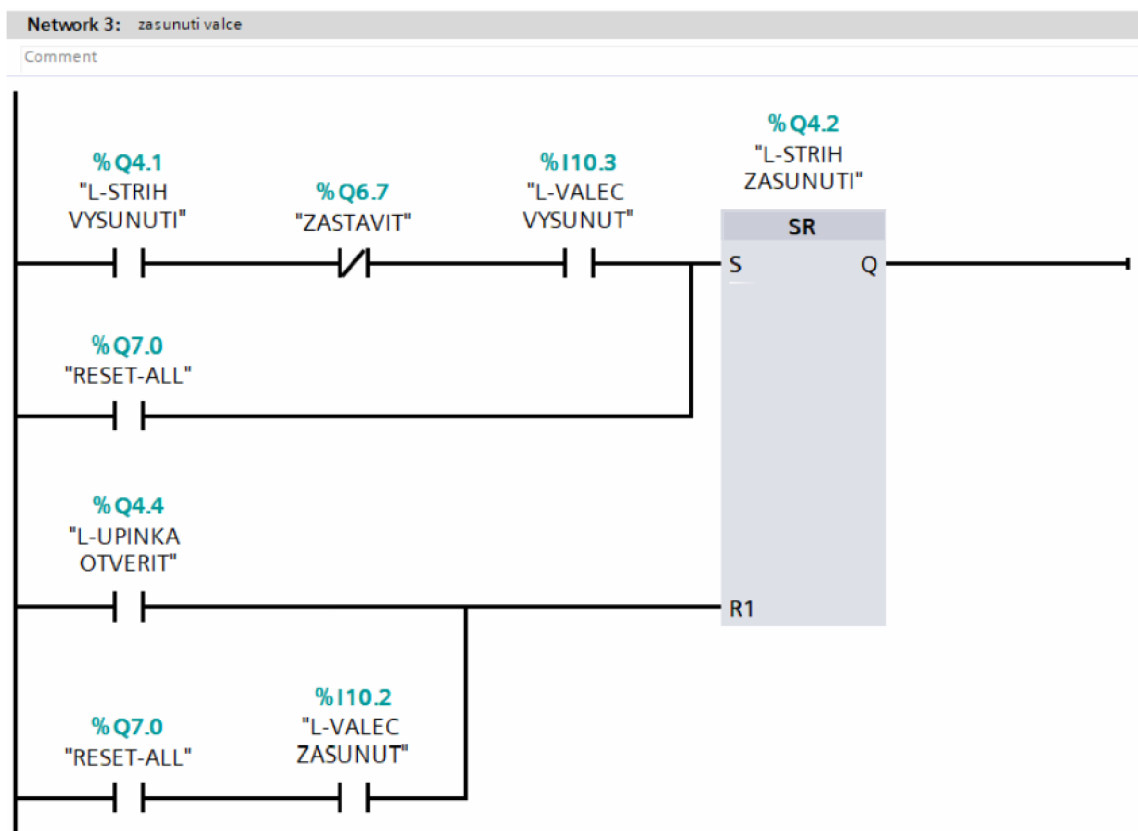 Network 3: zasunuti valce
Comment
%Q4.1
"L-STRIH
VYSUNUTI"
%Q6.7
"ZASTAVIT"
%I10.3
"L-VALEC
VYSUNUT"
%Q4.2
"L-STRIH
ZASUNUTI"
SR
S Q
%Q7.0
"RESET-ALL"
%Q4.4
"L-UPINKA
OTVERIT"
R1
%Q7.0
"RESET-ALL"
%I10.2
"L-VALEC
ZASUNUT"